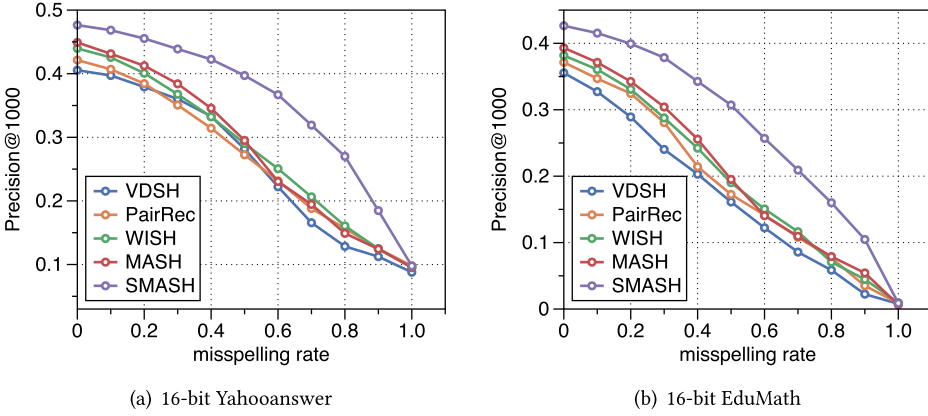 0.5
0.4
0.3
0.2
0.1
Precision@1000
VDSH
PairRec
WISH
MASH
SMASH
0 0.2 0.4 0.6 0.8 1.0
misspelling rate
(a) 16-bit Yahooanswer
0.4
0.3
0.2
0.1
0
Precision@1000
VDSH
PairRec
WISH
MASH
SMASH
0 0.2 0.4 0.6 0.8 1.0
misspelling rate
(b) 16-bit EduMath